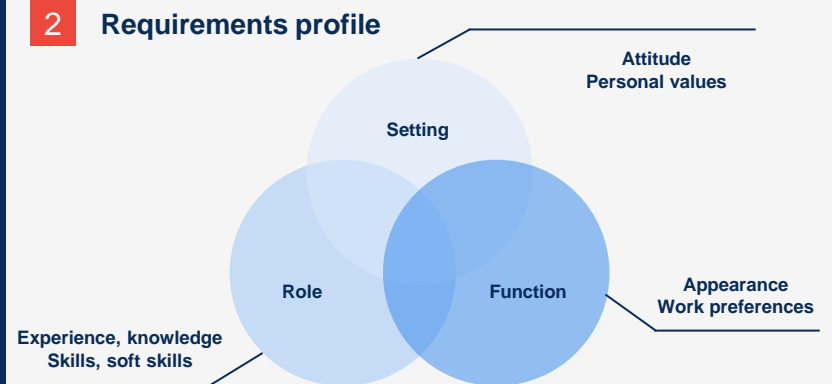 2 Requirements profile
Attitude
Personal values
Setting
Role
Function
Appearance
Work preferences
Experience, knowledge
Skills, soft skills